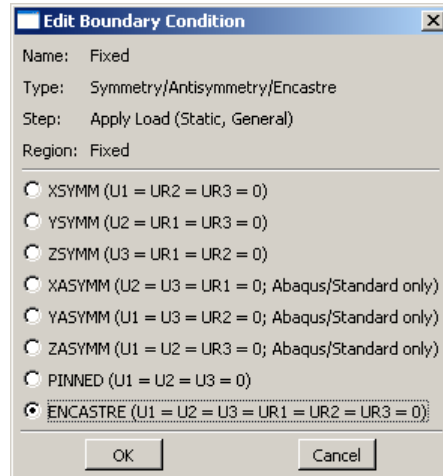 Edit Boundary Condition
Name: Fixed
Type: Symmetry/Antisymmetry/Encastre
Step: Apply Load (Static, General)
Region: Fixed
XSYMM (U1 = UR2 = UR3 = 0)
YSYMM (U2 = UR1 = UR3 = 0)
ZSYMM (U3 = UR1 = UR2 = 0)
XASYMM (U2 = U3 = UR1 = 0; Abaqus/Standard only)
YASYMM (U1 = U3 = UR2 = 0; Abaqus/Standard only)
ZASYMM (U1 = U2 = UR3 = 0; Abaqus/Standard only)
PINNED (U1 = U2 = U3 = 0)
ENCASTRE (U1 = U2 = U3 = UR1 = UR2 = UR3 = 0)
OK Cancel